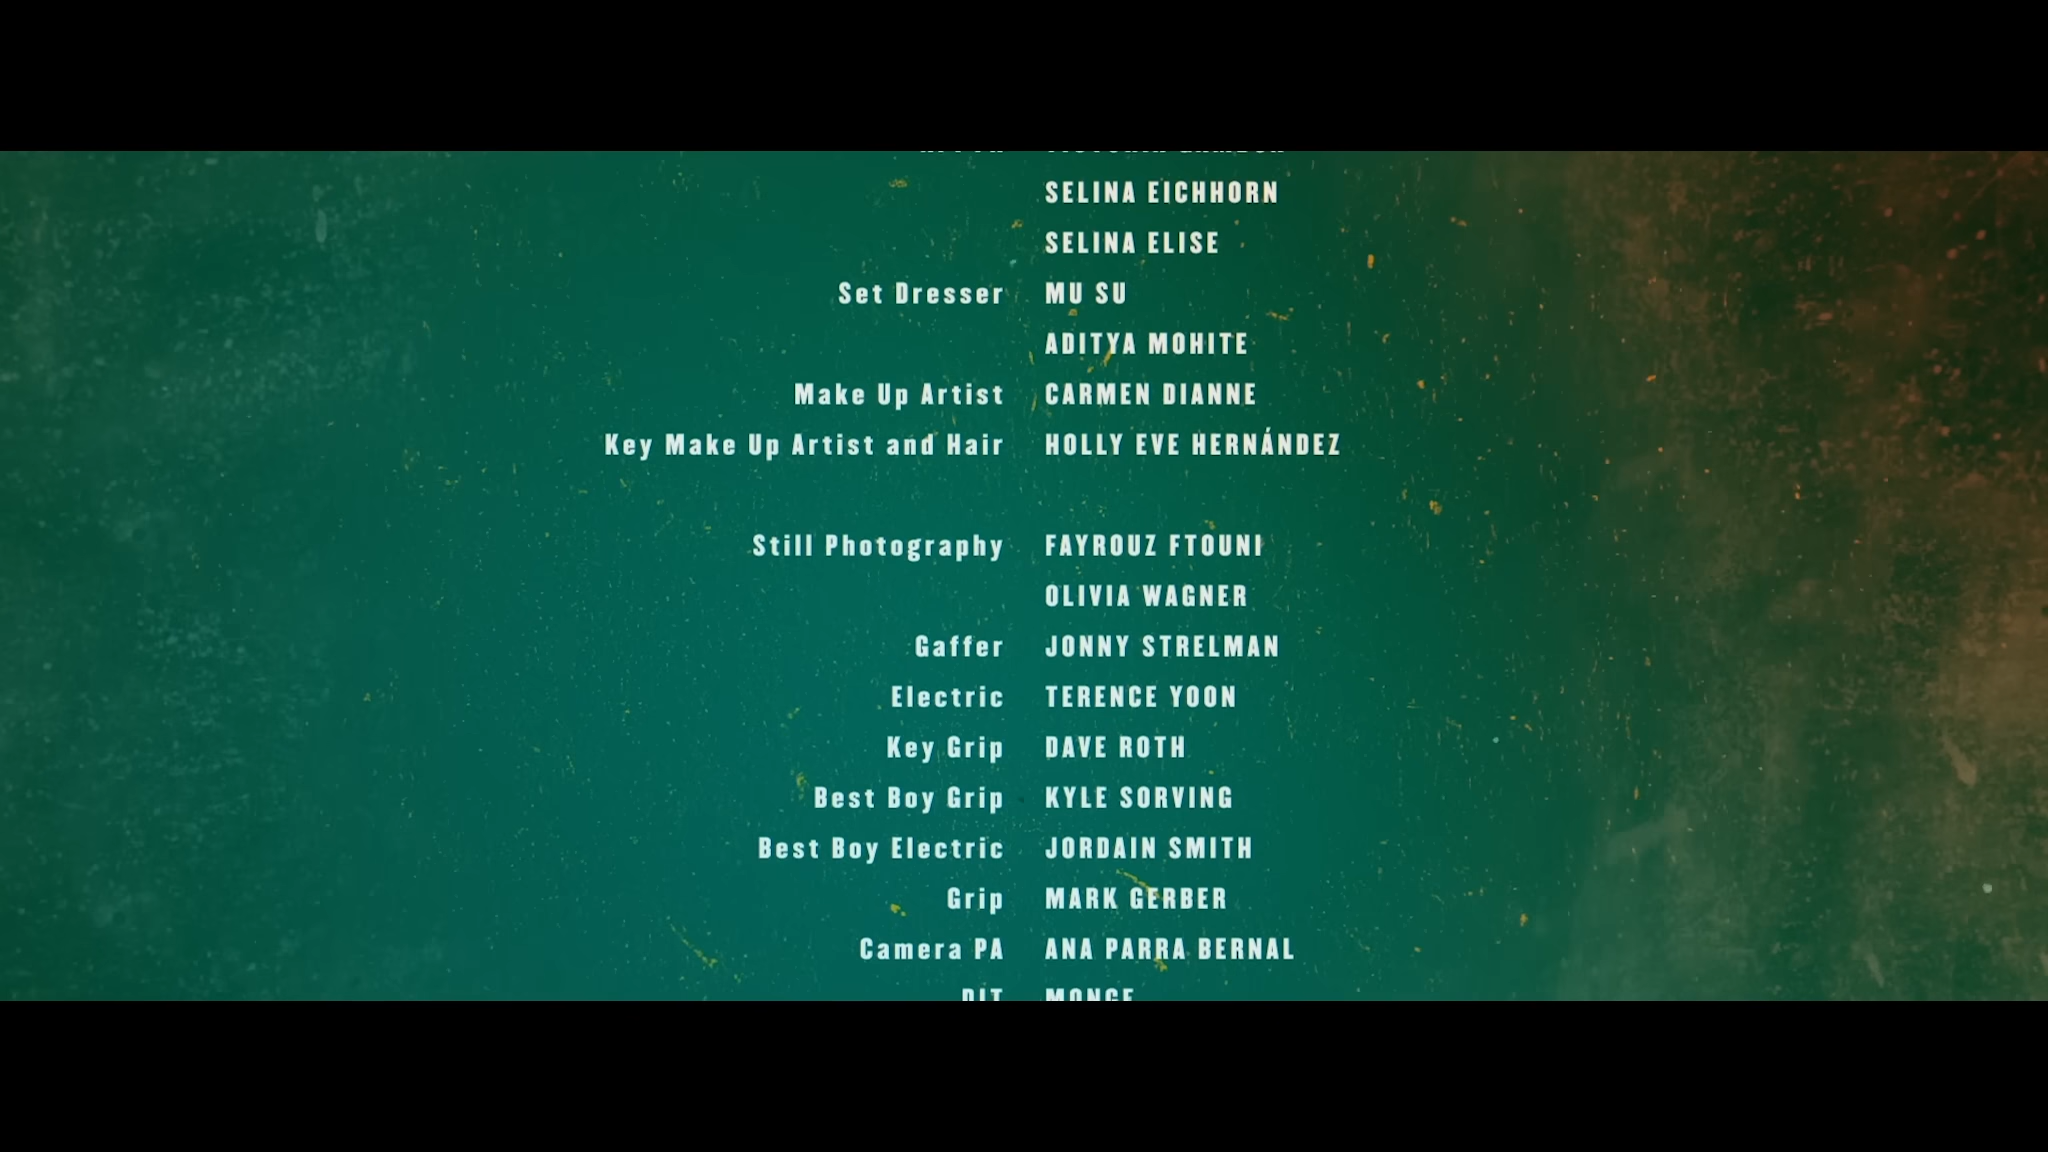 SELINA EICHHORN
SELINA ELISE
Set Dresser MU SU
ADITYA MOHITE
Make Up Artist CARMEN DIANNE
Key Make Up Artist and Hair HOLLY EVE HERNÁNDEZ
Still Photography FAYROUZ FTOUNI
OLIVIA WAGNER
Gaffer JONNY STRELMAN
Electric TERENCE YOON
Key Grip DAVE ROTH
Best Boy Grip KYLE SORVING
Best Boy Electric JORDAIN SMITH
Grip MARK GERBER
Camera PA ANA PARRA BERNAL
DIT